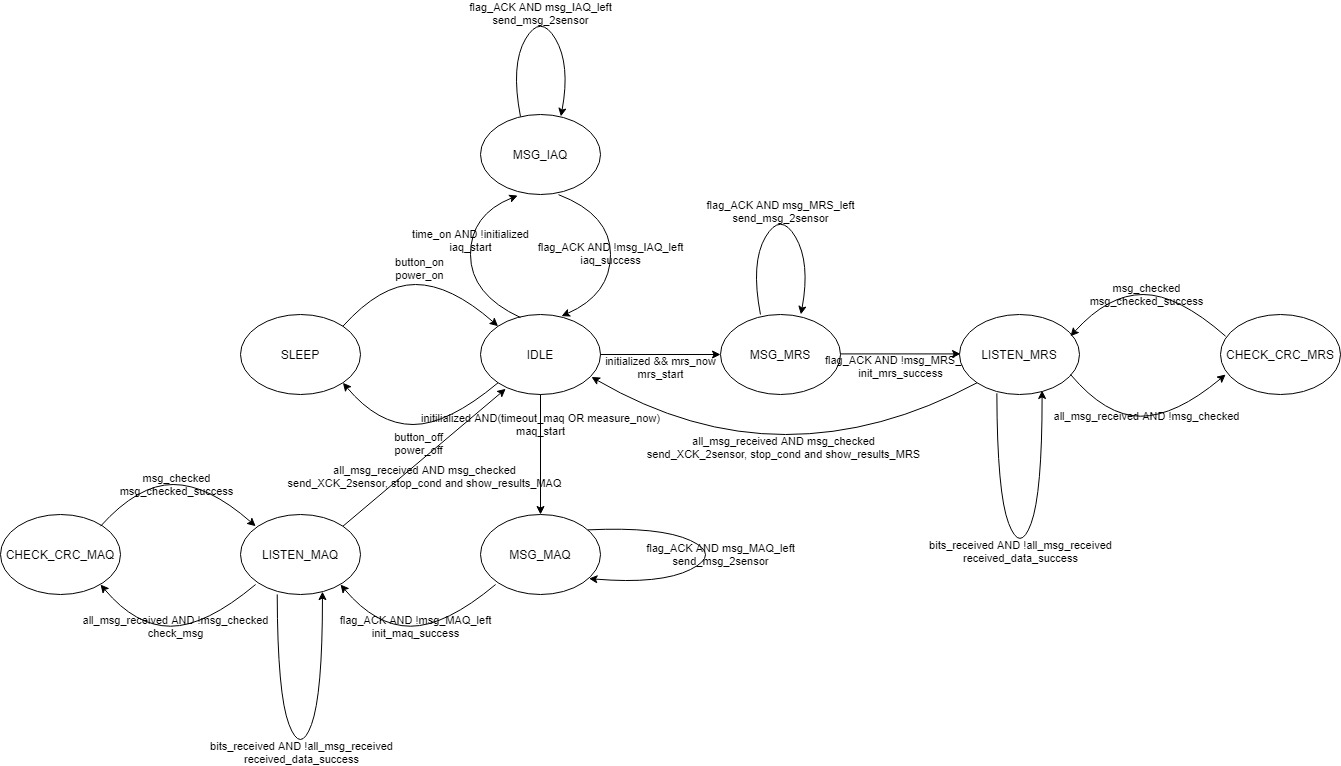 flag_ACK AND msg_IAQ_left
send_msg_2sensor
MSG_IAQ
flag_ACK AND msg_MRS_left
send_msg_2sensor
time_on AND !initialized
iaq_start
flag_ACK AND !msg_IAQ_left
iaq_success
button_on
power_on
msg_checked
msg_checked_success
SLEEP
IDLE
initialized && mrs_now
mrs_start
MSG_MRS
flag_ACK AND !msg_MRS_
init_mrs_success
LISTEN_MRS
CHECK_CRC_MRS
all_msg_received AND !msg_checked
initilialized AND(timeout_maq OR measure_now)
maq_start
button_off
power_off
all_msg_received AND msg_checked
send_XCK_2sensor, stop_cond and show_results_MRS
all_msg_received AND msg_checked
send_XCK_2sensor, stop_cond and show_results_MAQ
msg_checked
msg_checked_success
CHECK_CRC_MAQ
LISTEN_MAQ
MSG_MAQ
flag_ACK AND msg_MAQ_left
send_msg_2sensor
bits_received AND !all_msg_received
received_data_success
all_msg_received AND !msg_checked
check_msg
flag_ACK AND !msg_MAQ_left
init_maq_success
bits_received AND !all_msg_received
received_data_success